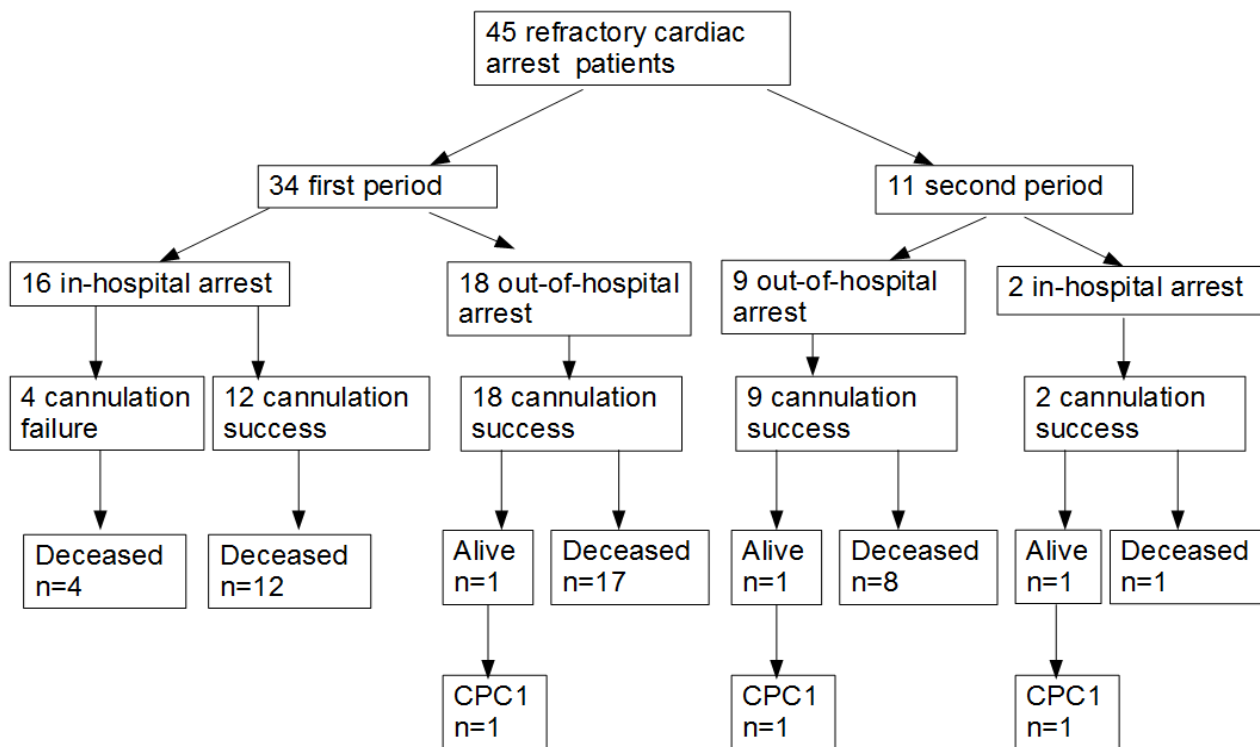 45 refractory cardiac
arrest patients
34 first period
11 second period
16 in-hospital arrest
18 out-of-hospital
arrest
9 out-of-hospital
arrest
2 in-hospital arrest
4 cannulation
failure
12 cannulation
success
18 cannulation
success
9 cannulation
success
2 cannulation
success
Deceased
n=4
Deceased
n=12
Alive
n=1
Deceased
n=17
Alive
n=1
Deceased
n=8
Alive
n=1
Deceased
n=1
CPC1
n=1
CPC1
n=1
CPC1
n=1